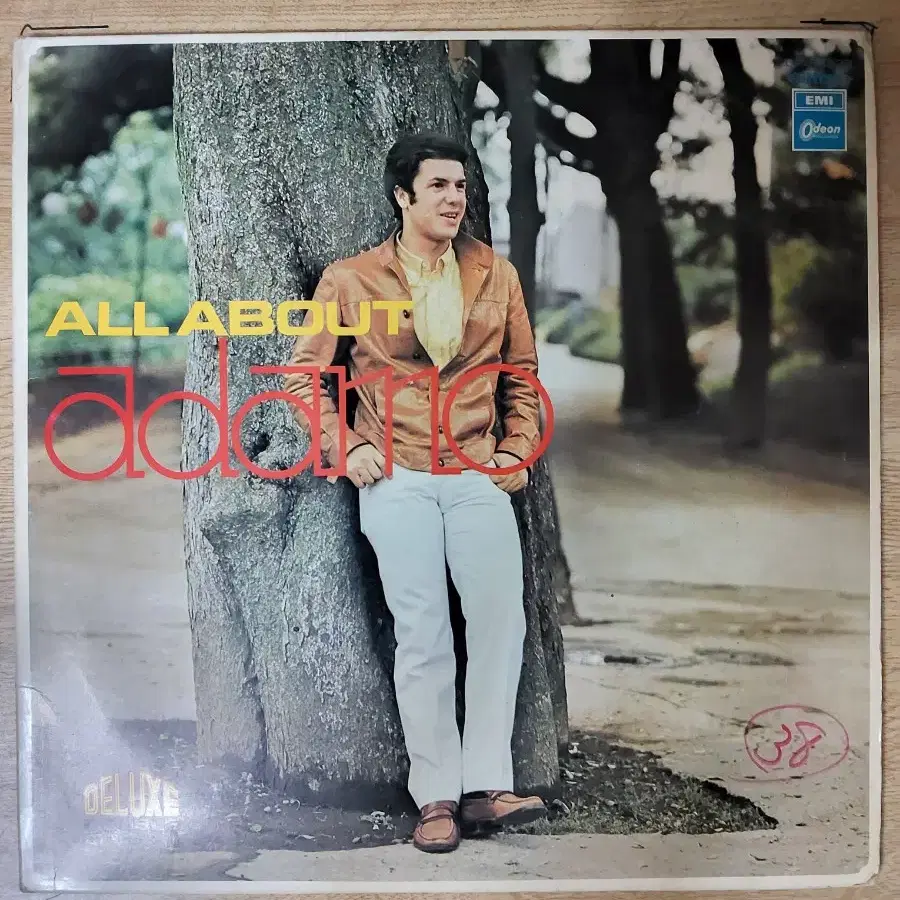 EMI
Odeon
ALL ABOUT
adamo
38
DELUXE